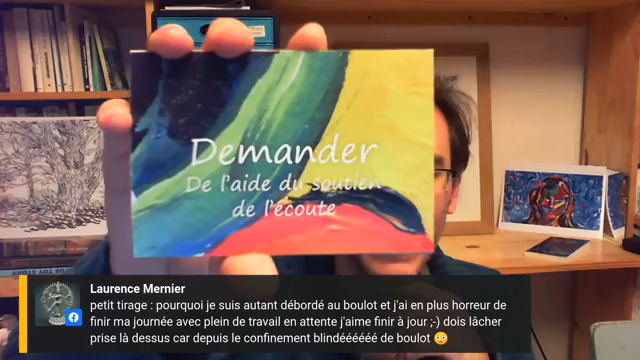 Demander
De l'aide du soutien
de l'écoute
TOY STORY
Laurence Mernier
petit tirage : pourquoi je suis autant débordé au boulot et j'ai en plus horreur de
finir ma journée avec plein de travail en attente j'aime finir à jour ;-) dois lâcher
prise là dessus car depuis le confinement blindéééééé de boulot 😳